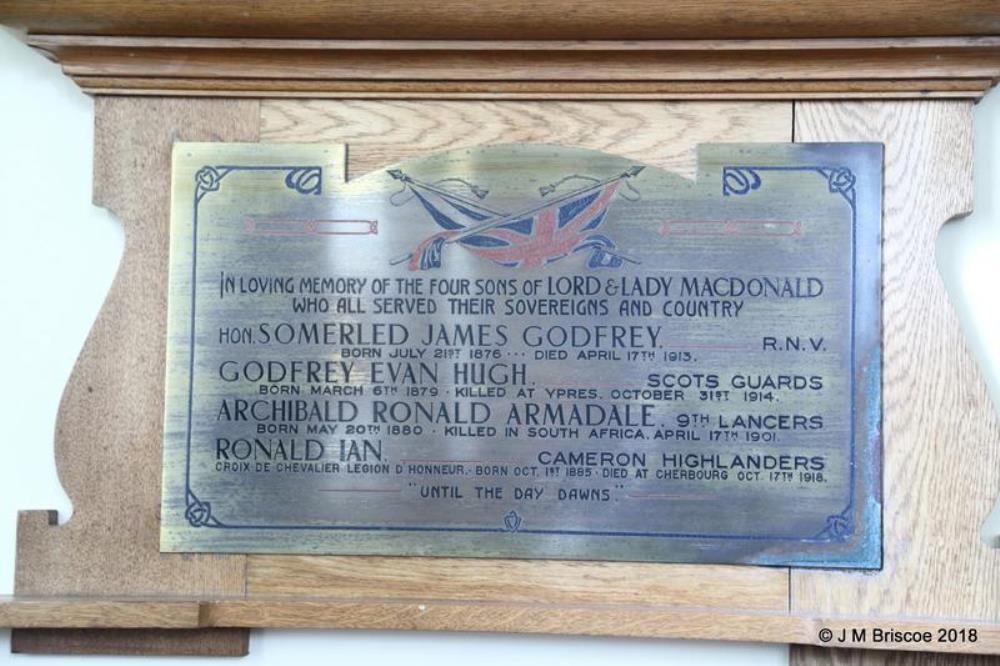 IN LOVING MEMORY OF THE FOUR SONS OF LORD & LADY MACDONALD
WHO ALL SERVED THEIR SOVEREIGNS AND COUNTRY
HON. SOMERLED JAMES GODFREY. R.N.V.
BORN JULY 21ST 1876 ... DIED APRIL 17TH 1913.
GODFREY EVAN HUGH. SCOTS GUARDS
BORN MARCH 6TH 1879 · KILLED AT YPRES. OCTOBER 31ST 1914.
ARCHIBALD RONALD ARMADALE. 9TH LANCERS
BORN MAY 20TH 1880 · KILLED IN SOUTH AFRICA. APRIL 17TH 1901.
RONALD IAN. CAMERON HIGHLANDERS
CROIX DE CHEVALIER LEGION D'HONNEUR. · BORN OCT. 1ST 1885 · DIED AT CHERBOURG OCT. 17TH 1918.
"UNTIL THE DAY DAWNS"
© J M Briscoe 2018